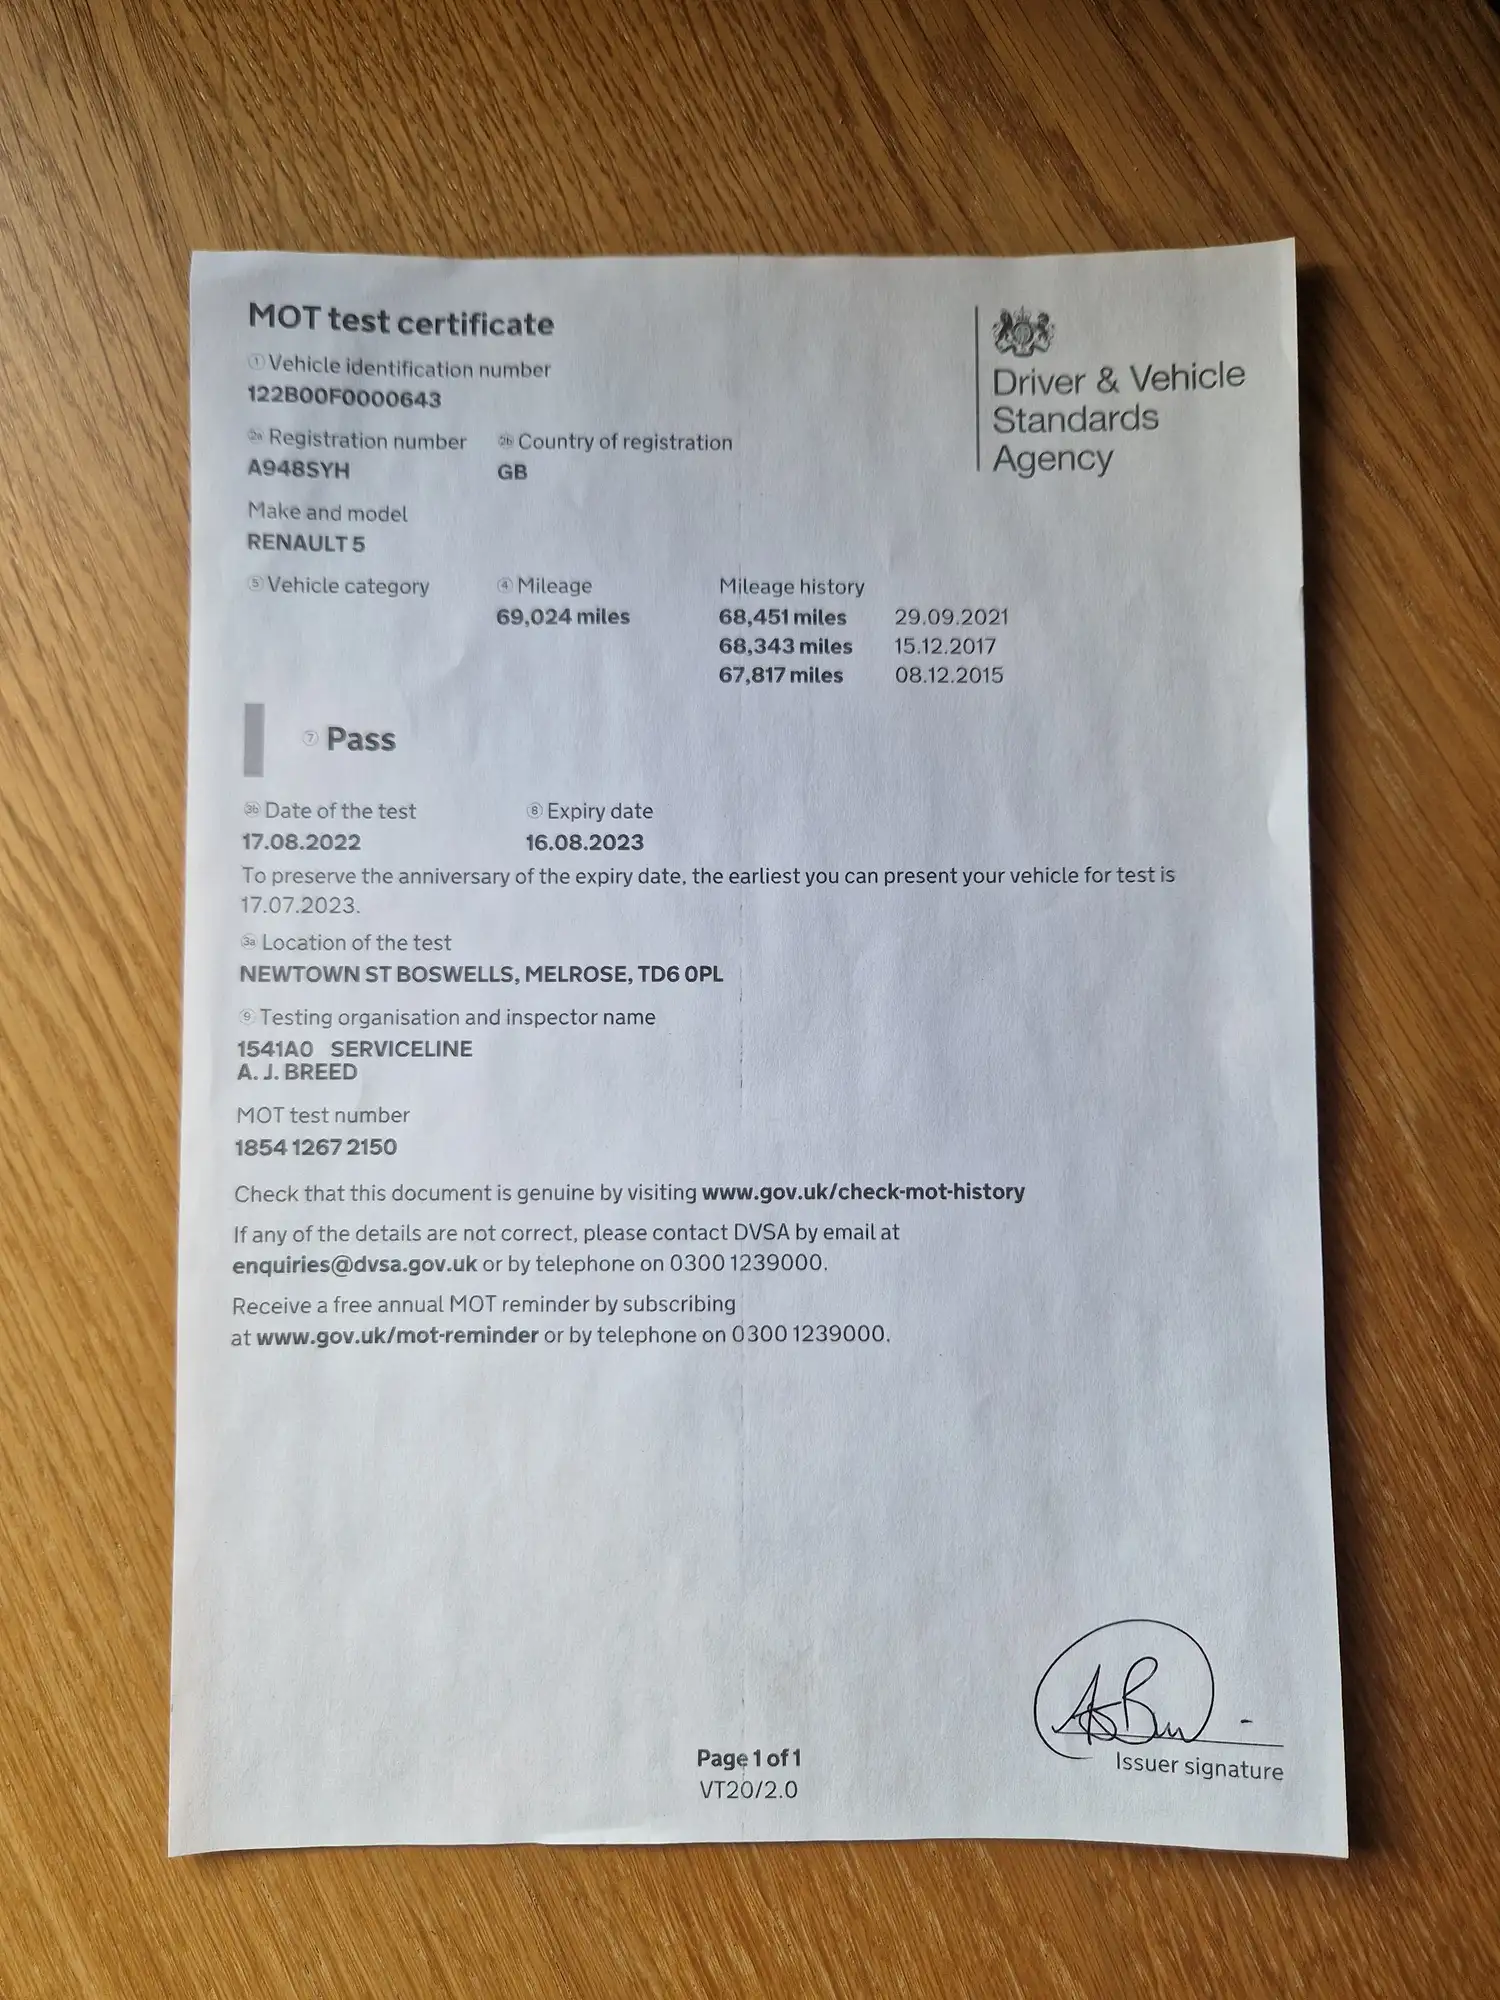 MOT test certificate
Driver & Vehicle
Standards
Agency
1 Vehicle identification number
122B00F0000643
2a Registration number 2b Country of registration
A948SYH GB
Make and model
RENAULT 5
5 Vehicle category 4 Mileage Mileage history
69,024 miles 68,451 miles 29.09.2021
68,343 miles 15.12.2017
67,817 miles 08.12.2015
7 Pass
3b Date of the test 8 Expiry date
17.08.2022 16.08.2023
To preserve the anniversary of the expiry date, the earliest you can present your vehicle for test is
17.07.2023.
3a Location of the test
NEWTOWN ST BOSWELLS, MELROSE, TD6 0PL
9 Testing organisation and inspector name
1541A0 SERVICELINE
A. J. BREED
MOT test number
1854 1267 2150
Check that this document is genuine by visiting www.gov.uk/check-mot-history
If any of the details are not correct, please contact DVSA by email at
enquiries@dvsa.gov.uk or by telephone on 0300 1239000.
Receive a free annual MOT reminder by subscribing
at www.gov.uk/mot-reminder or by telephone on 0300 1239000.
Issuer signature
Page 1 of 1
VT20/2.0